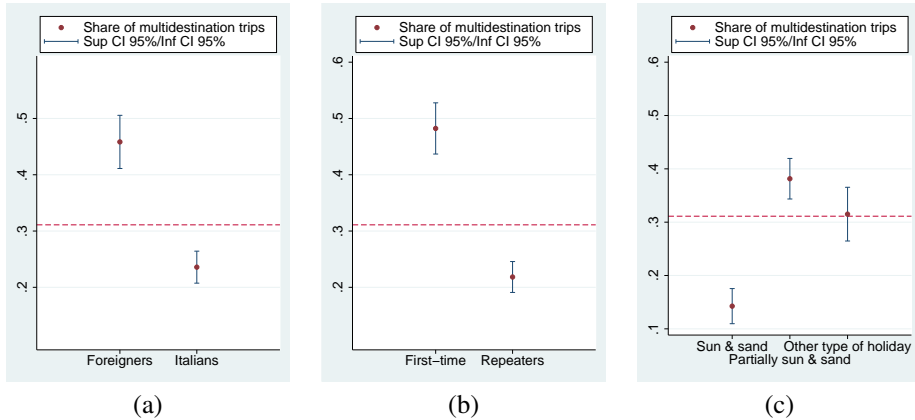 Share of multidestination trips
Sup CI 95%/Inf CI 95%
.5
.4
.3
.2
Foreigners Italians
(a)
Share of multidestination trips
Sup CI 95%/Inf CI 95%
.6
.5
.4
.3
.2
First−time Repeaters
(b)
Share of multidestination trips
Sup CI 95%/Inf CI 95%
.6
.5
.4
.3
.2
.1
Sun & sand Other type of holiday
Partially sun & sand
(c)